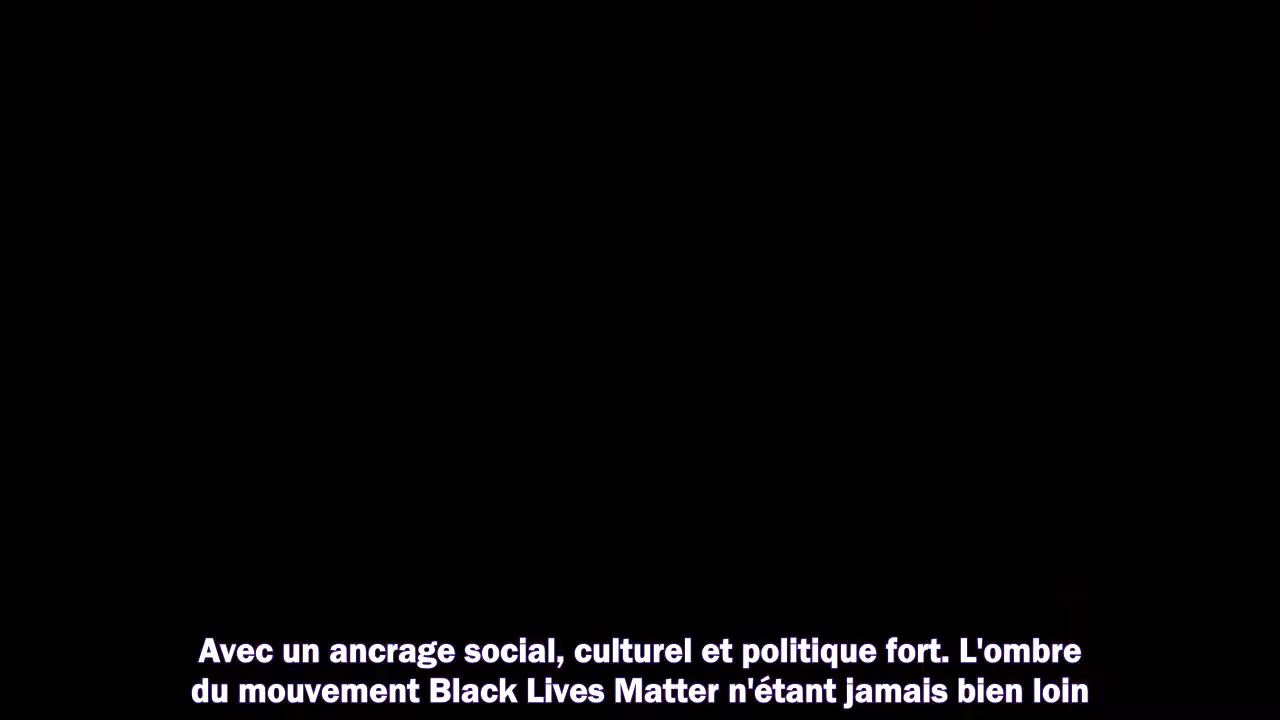 Avec un ancrage social, culturel et politique fort. L'ombre
du mouvement Black Lives Matter n'étant jamais bien loin